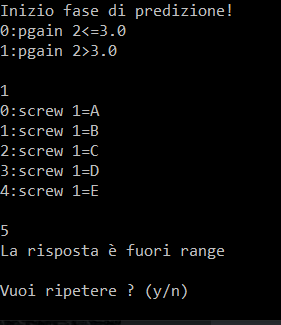 Inizio fase di predizione!
0:pgain 2<=3.0
1:pgain 2>3.0
1
0:screw 1=A
1:screw 1=B
2:screw 1=C
3:screw 1=D
4:screw 1=E
5
La risposta è fuori range
Vuoi ripetere ? (y/n)